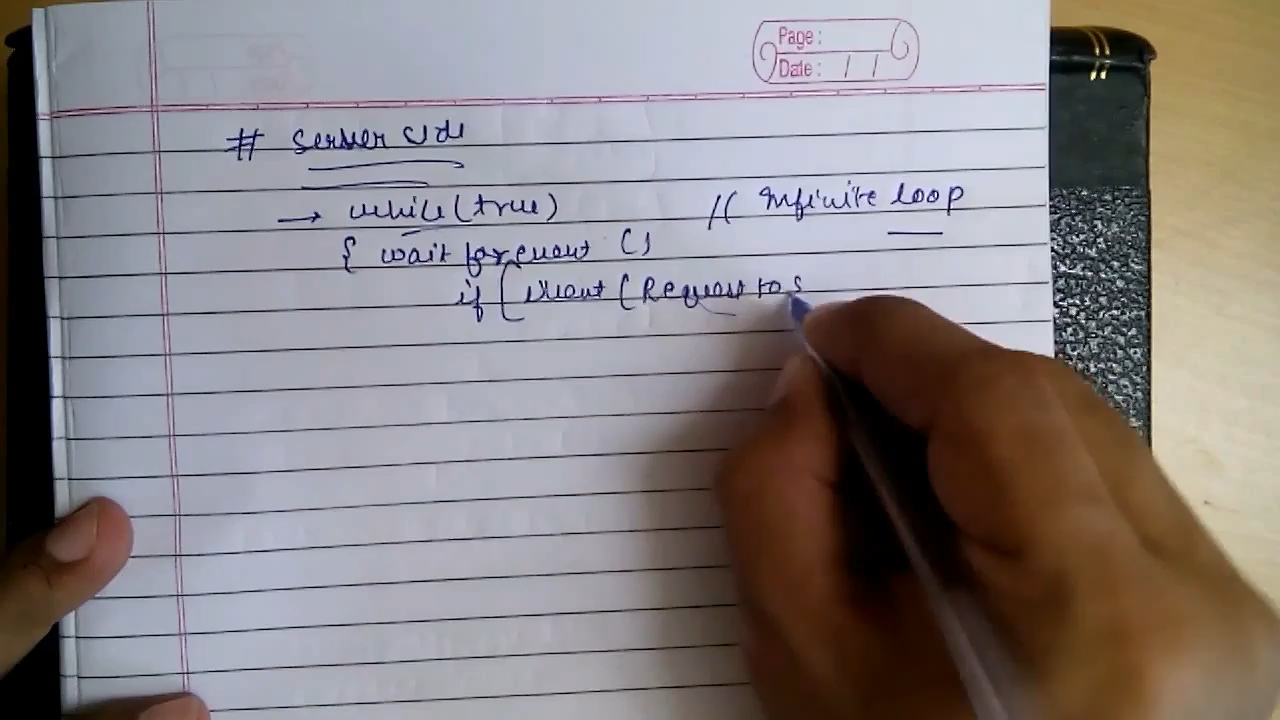 Page:
Date: / /
# Server side
→ while(true) // Infinite loop
{ wait for event ()
if (Event (Request to s